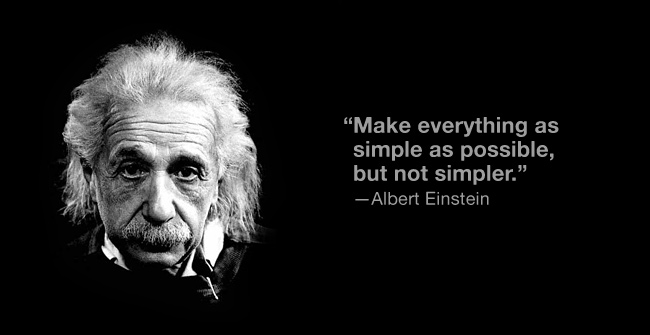 “Make everything as
simple as possible,
but not simpler.”
—Albert Einstein